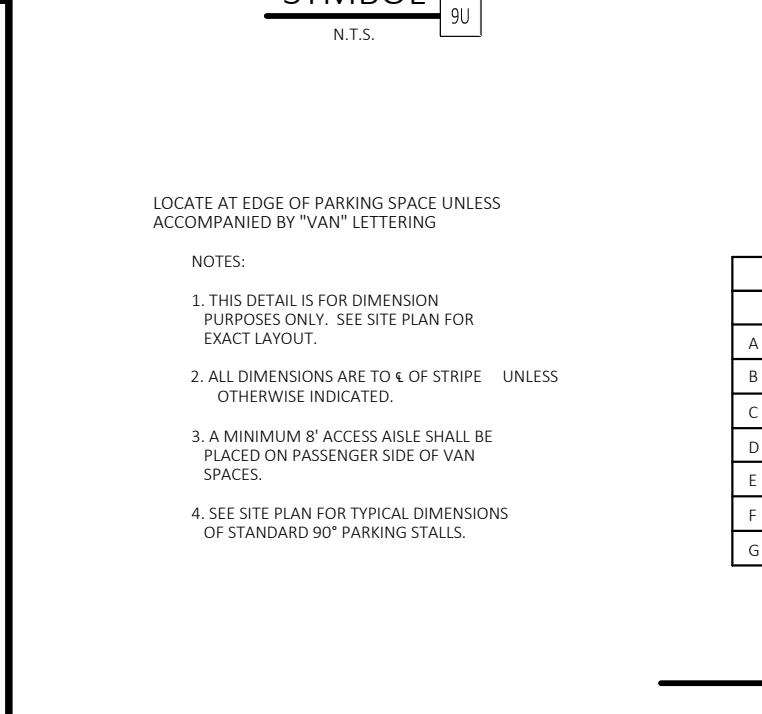 SYMBOL
9U
N.T.S.
LOCATE AT EDGE OF PARKING SPACE UNLESS
ACCOMPANIED BY "VAN" LETTERING
NOTES:
1. THIS DETAIL IS FOR DIMENSION
PURPOSES ONLY. SEE SITE PLAN FOR
EXACT LAYOUT.
2. ALL DIMENSIONS ARE TO ℄ OF STRIPE UNLESS
OTHERWISE INDICATED.
3. A MINIMUM 8' ACCESS AISLE SHALL BE
PLACED ON PASSENGER SIDE OF VAN
SPACES.
4. SEE SITE PLAN FOR TYPICAL DIMENSIONS
OF STANDARD 90° PARKING STALLS.
A
B
C
D
E
F
G